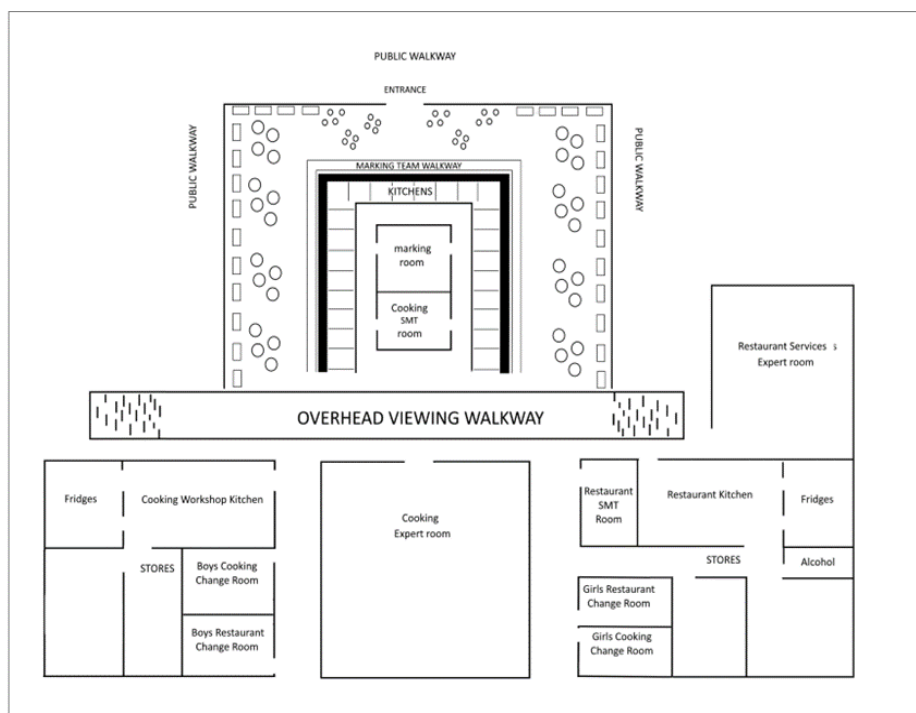 PUBLIC WALKWAY
ENTRANCE
PUBLIC WALKWAY
PUBLIC WALKWAY
MARKING TEAM WALKWAY
KITCHENS
marking
room
Cooking
SMT
room
Restaurant Services s
Expert room
OVERHEAD VIEWING WALKWAY
Fridges
Cooking Workshop Kitchen
Cooking
Expert room
Restaurant
SMT
Room
Restaurant Kitchen
Fridges
STORES
Boys Cooking
Change Room
STORES
Alcohol
Boys Restaurant
Change Room
Girls Restaurant
Change Room
Girls Cooking
Change Room